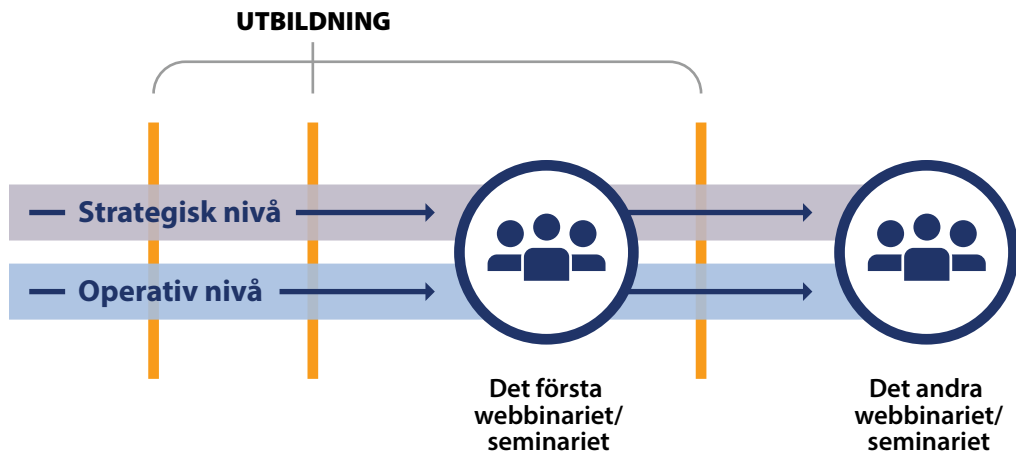 UTBILDNING
Strategisk nivå
Operativ nivå
Det första
webbinariet/
seminariet
Det andra
webbinariet/
seminariet